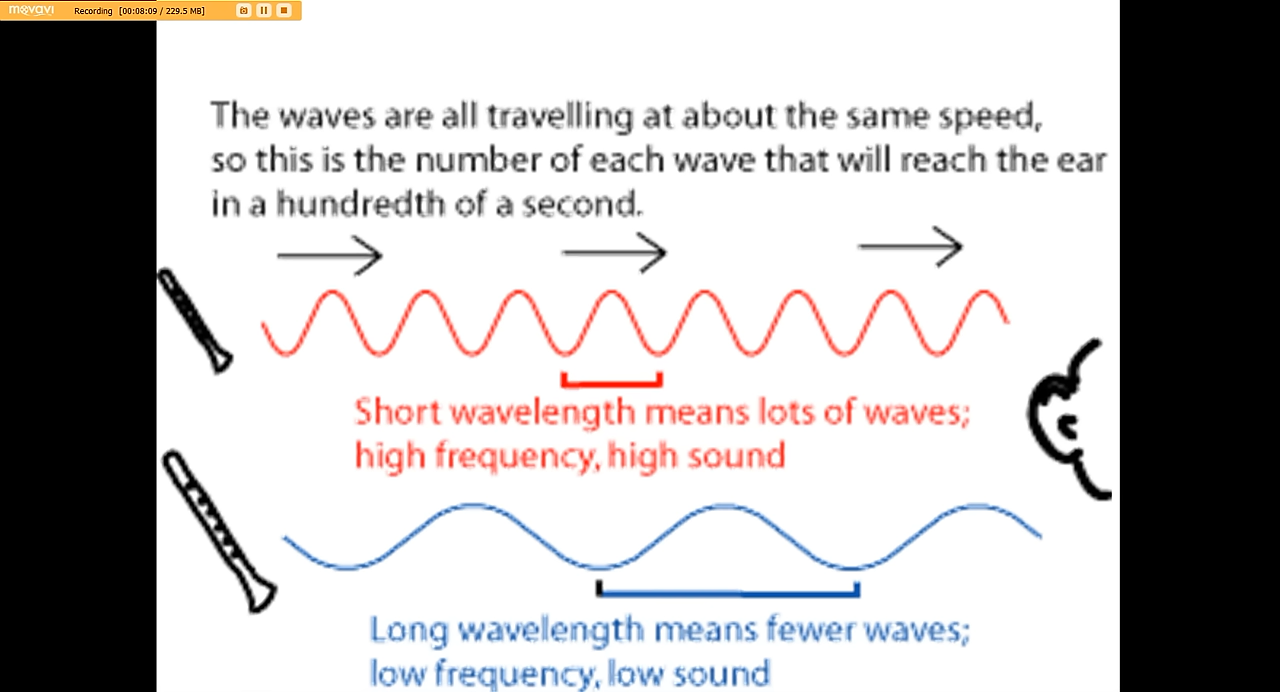 movavi Recording [00:08:09 / 229.5 MB]
The waves are all travelling at about the same speed,
so this is the number of each wave that will reach the ear
in a hundredth of a second.
Short wavelength means lots of waves;
high frequency, high sound
Long wavelength means fewer waves;
low frequency, low sound